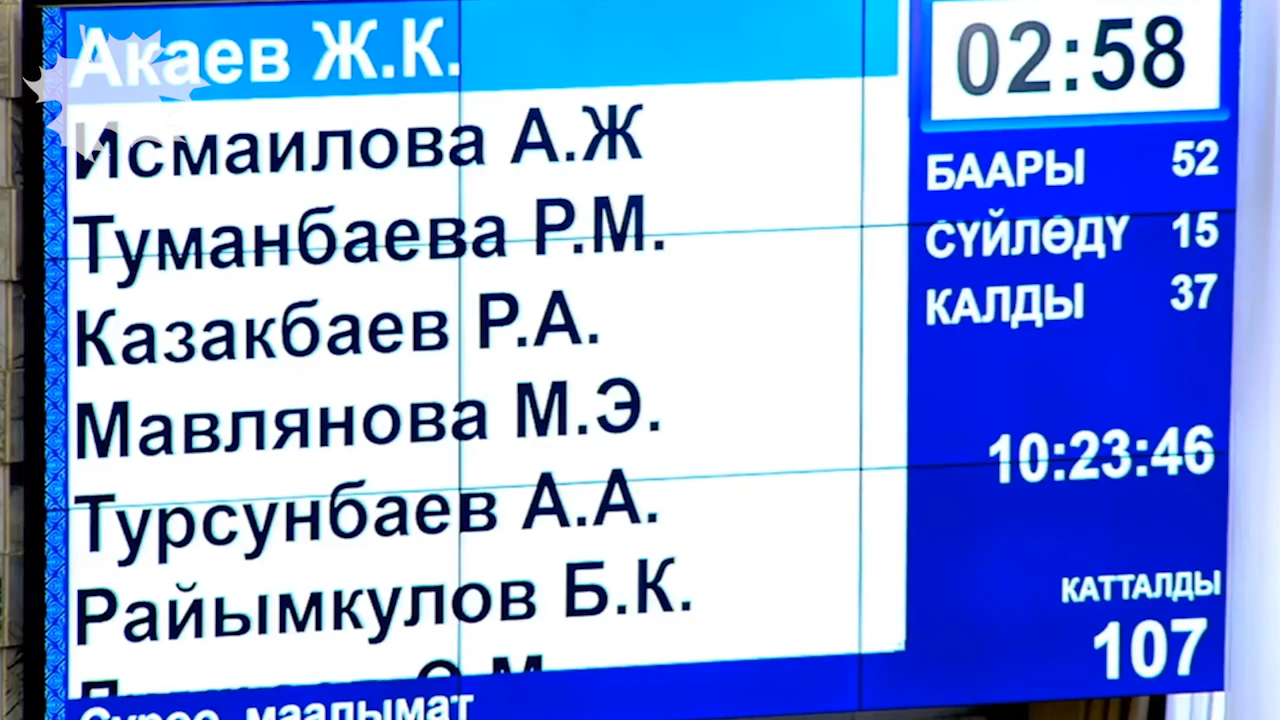 Акаев Ж.К.
Исмаилова А.Ж
Туманбаева Р.М.
Казакбаев Р.А.
Мавлянова М.Э.
Турсунбаев А.А.
Райымкулов Б.К.
маалымат
02:58
БААРЫ 52
СҮЙЛӨДҮ 15
КАЛДЫ 37
10:23:46
КАТТАЛДЫ
107